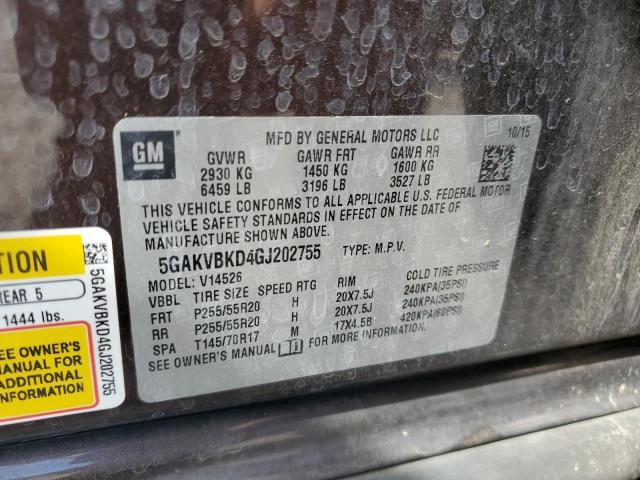 GM
MFD BY GENERAL MOTORS LLC
10/15
GVWR GAWR FRT GAWR RR
2930 KG 1450 KG 1600 KG
6459 LB 3196 LB 3527 LB
THIS VEHICLE CONFORMS TO ALL APPLICABLE U.S. FEDERAL MOTOR
VEHICLE SAFETY STANDARDS IN EFFECT ON THE DATE OF
MANUFACTURE SHOWN ABOVE.
5GAKVBKD4GJ202755 TYPE: M.P.V.
MODEL: V14526
VBBL TIRE SIZE SPEED RTG RIM COLD TIRE PRESSURE
FRT P255/55R20 H 20X7.5J 240KPA(35PSI)
RR P255/55R20 H 20X7.5J 240KPA(35PSI)
SPA T145/70R17 M 17X4.5B 420KPA(60PSI)
SEE OWNER'S MANUAL FOR MORE INFORMATION.
TION
REAR 5
1444 lbs.
SEE OWNER'S
MANUAL FOR
ADDITIONAL
INFORMATION
5GAKVBKD4GJ202755